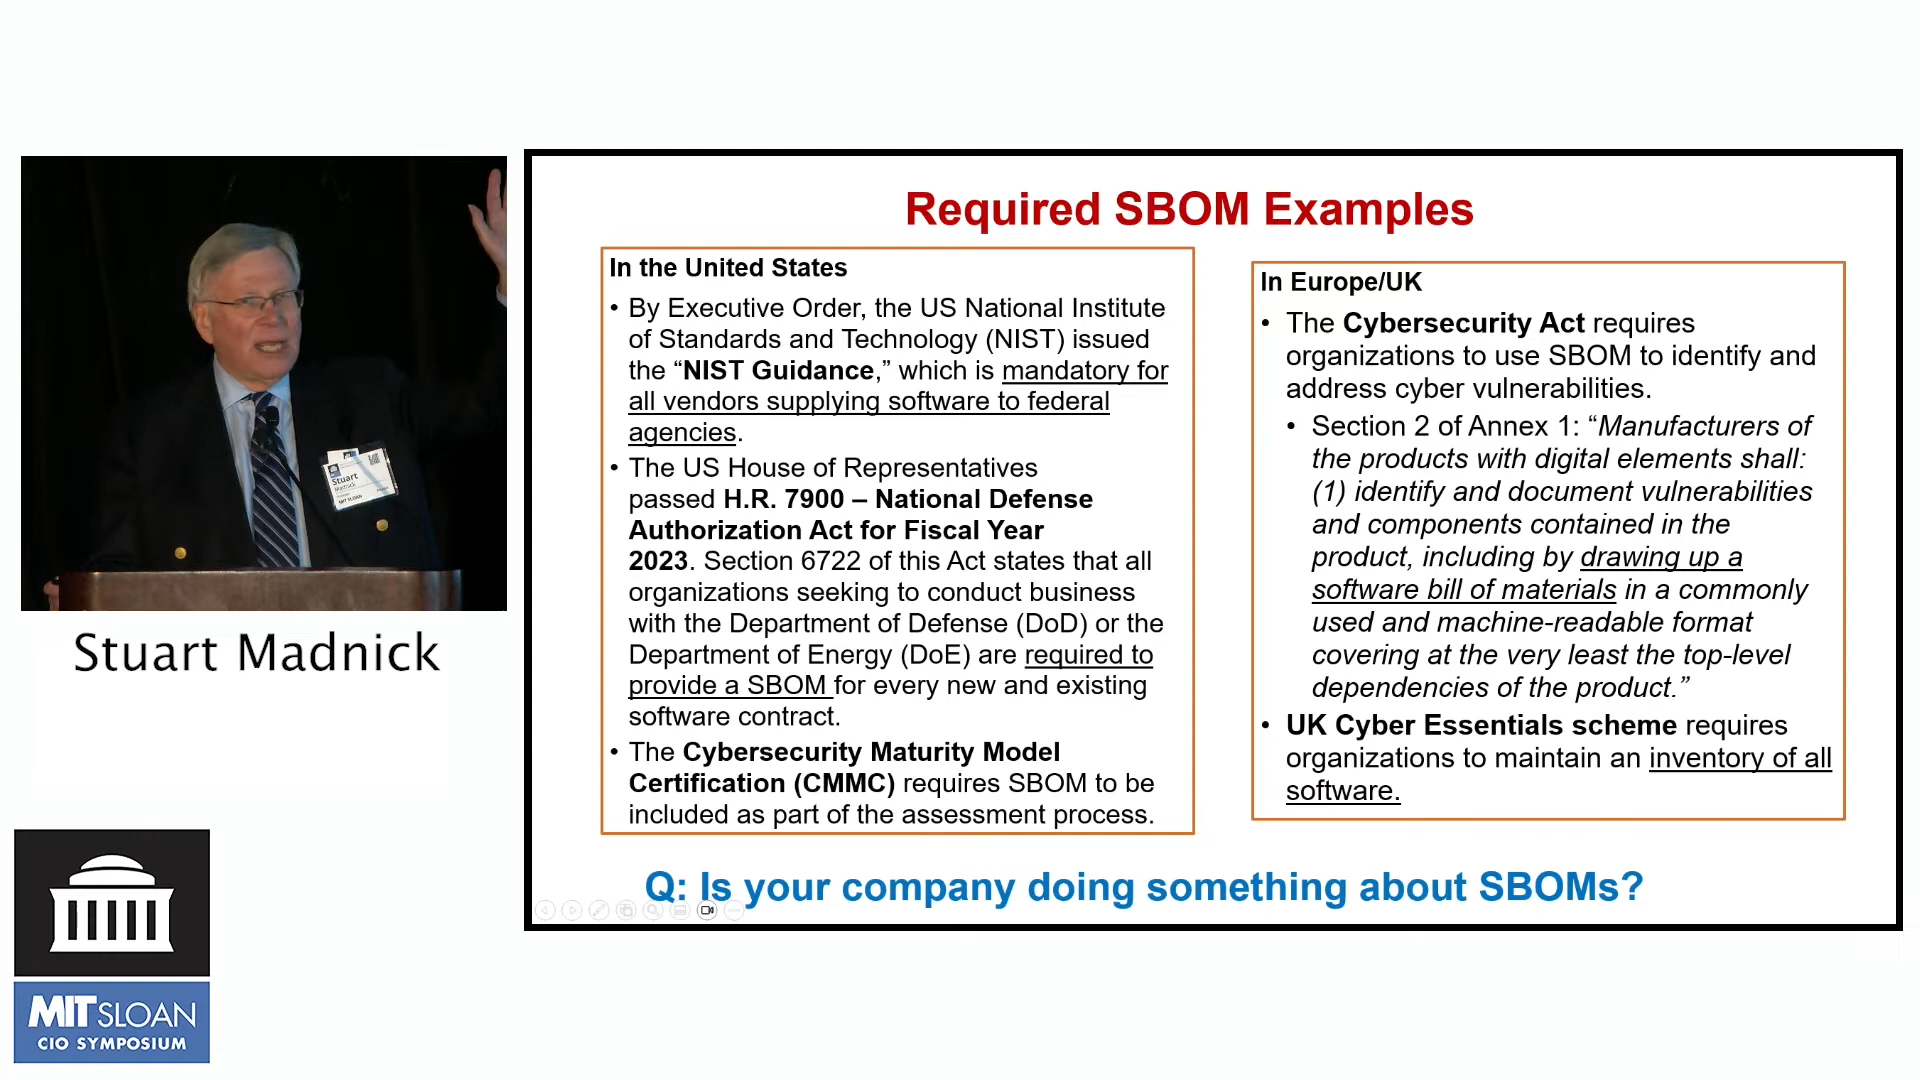 Required SBOM Examples
In the United States
• By Executive Order, the US National Institute
of Standards and Technology (NIST) issued
the “NIST Guidance,” which is mandatory for
all vendors supplying software to federal
agencies.
• The US House of Representatives
passed H.R. 7900 – National Defense
Authorization Act for Fiscal Year
2023. Section 6722 of this Act states that all
organizations seeking to conduct business
with the Department of Defense (DoD) or the
Department of Energy (DoE) are required to
provide a SBOM for every new and existing
software contract.
• The Cybersecurity Maturity Model
Certification (CMMC) requires SBOM to be
included as part of the assessment process.
In Europe/UK
• The Cybersecurity Act requires
organizations to use SBOM to identify and
address cyber vulnerabilities.
• Section 2 of Annex 1: “Manufacturers of
the products with digital elements shall:
(1) identify and document vulnerabilities
and components contained in the
product, including by drawing up a
software bill of materials in a commonly
used and machine-readable format
covering at the very least the top-level
dependencies of the product.”
• UK Cyber Essentials scheme requires
organizations to maintain an inventory of all
software.
Q: Is your company doing something about SBOMs?
Stuart
Madnick
MIT SLOAN
Stuart Madnick
MIT SLOAN
CIO SYMPOSIUM